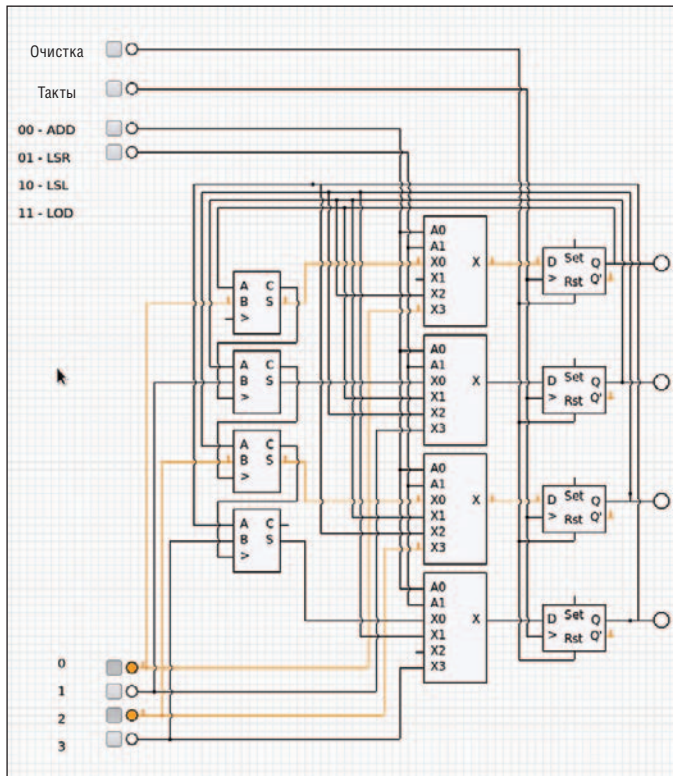 Очистка
Такты
00 - ADD
01 - LSR
10 - LSL
11 - LOD
A0
A1
X0 X
X1
X2
X3
D Set Q
> Rst Q'
A C
B S
>
A0
A1
X0 X
X1
X2
X3
D Set Q
> Rst Q'
A C
B S
>
A0
A1
X0 X
X1
X2
X3
D Set Q
> Rst Q'
A C
B S
>
A0
A1
X0 X
X1
X2
X3
D Set Q
> Rst Q'
A C
B S
>
0
1
2
3